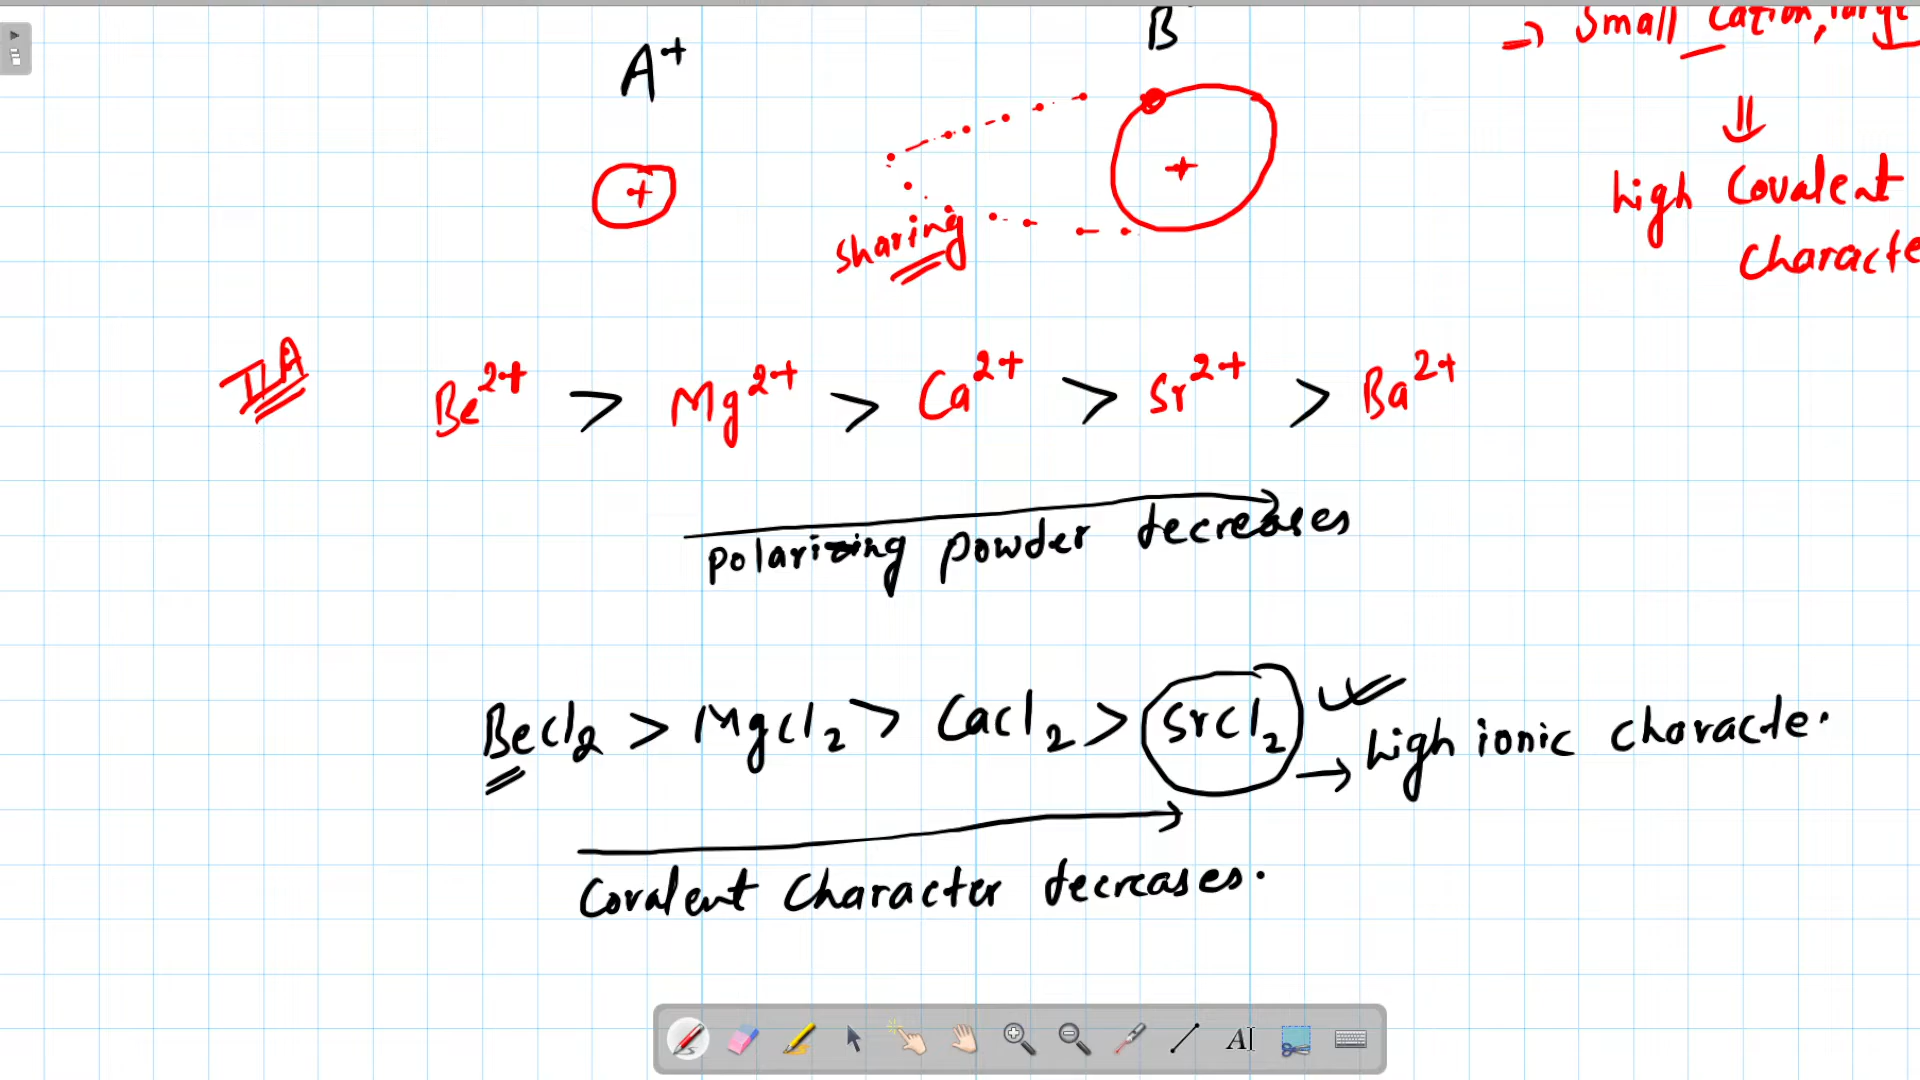 A⁺
B
→ Small Cation, large
⇓
high Covalent
characte
sharing
IIA
Be²⁺ > Mg²⁺ > Ca²⁺ > Sr²⁺ > Ba²⁺
polarizing powder decreases
BeCl₂ > MgCl₂ > CaCl₂ > SrCl₂
→ high ionic characte.
Covalent Character decreases.